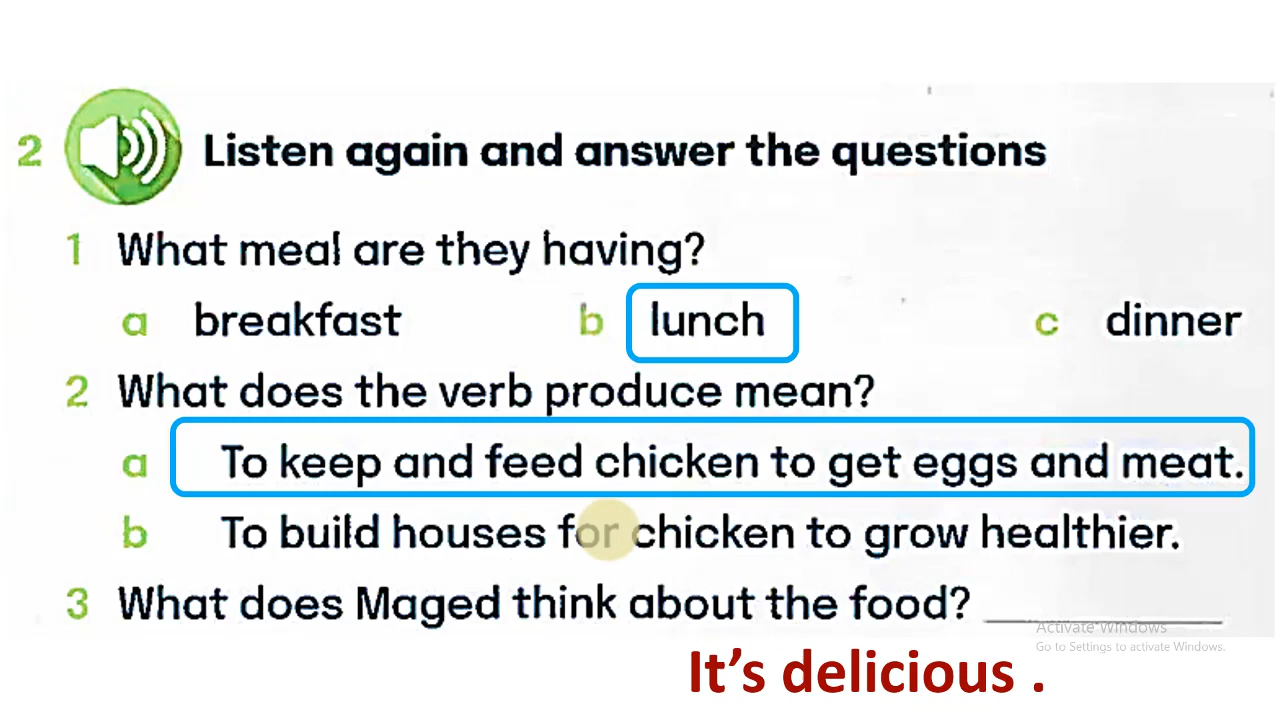 2 Listen again and answer the questions
1 What meal are they having?
a breakfast b lunch c dinner
2 What does the verb produce mean?
a To keep and feed chicken to get eggs and meat.
b To build houses for chicken to grow healthier.
3 What does Maged think about the food? ____________
Activate Windows
Go to Settings to activate Windows.
It's delicious .